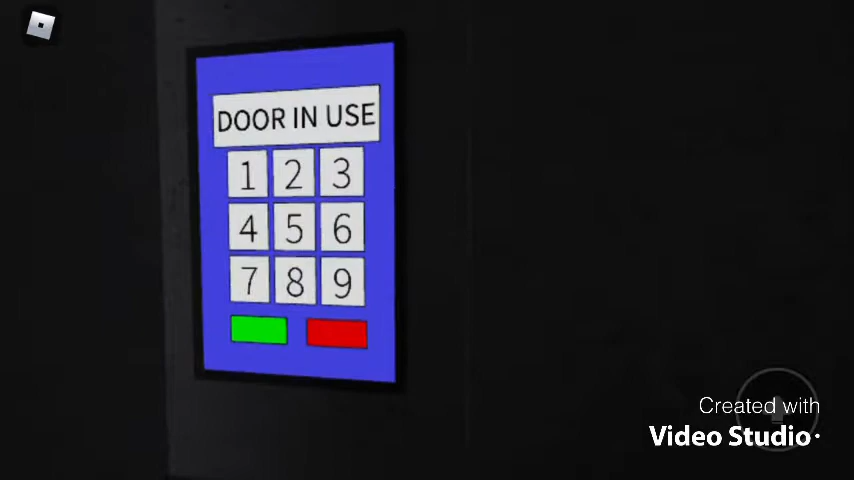 DOOR IN USE
1 2 3
4 5 6
7 8 9
Created with
Video Studio